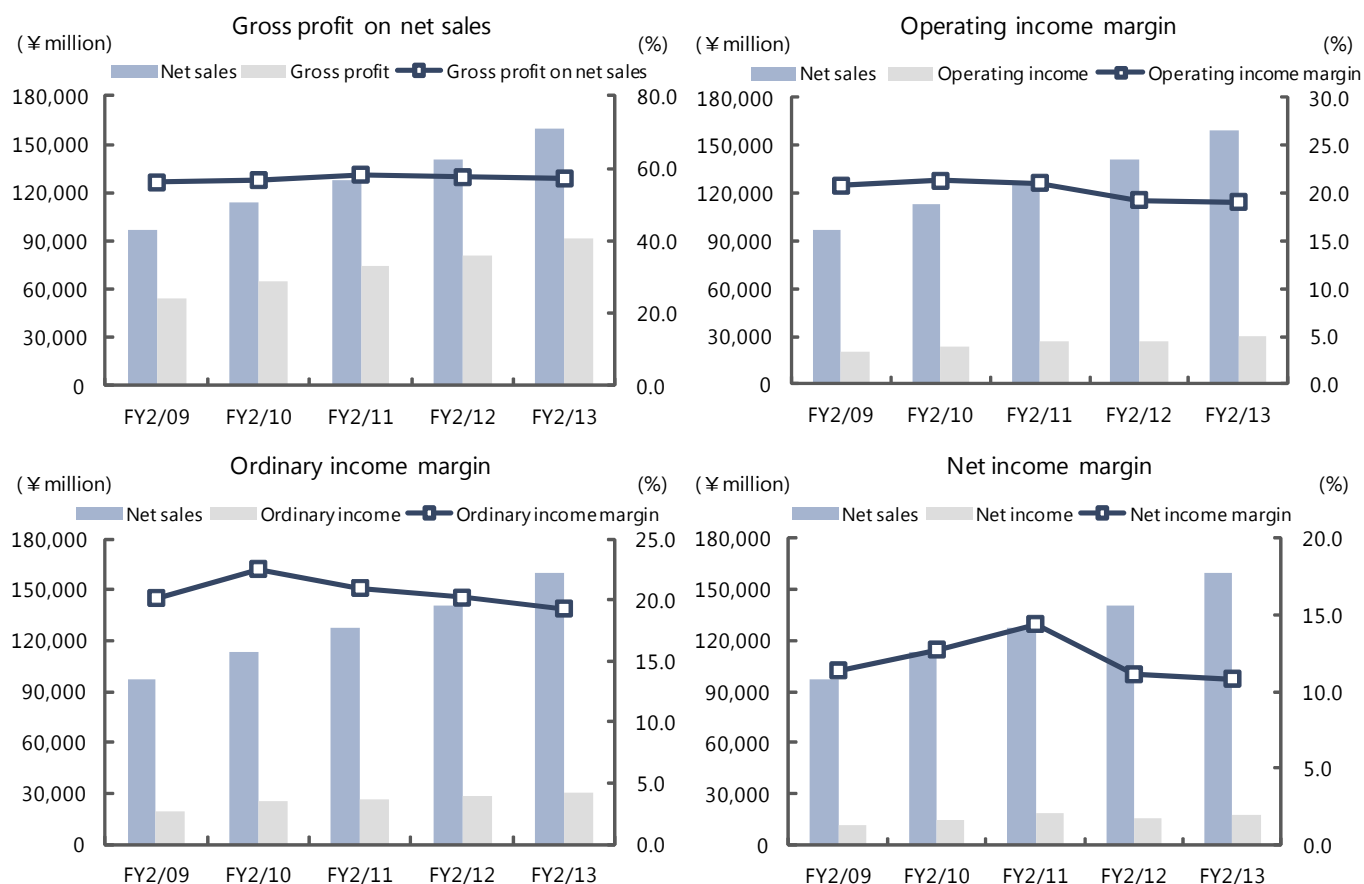 Gross profit on net sales
(¥million) (%)
Net sales Gross profit Gross profit on net sales
180,000 80.0
150,000
60.0
120,000
90,000 40.0
60,000
20.0
30,000
0 0.0
FY2/09 FY2/10 FY2/11 FY2/12 FY2/13
Operating income margin
(¥million) (%)
Net sales Operating income Operating income margin
180,000 30.0
150,000 25.0
120,000 20.0
90,000 15.0
60,000 10.0
30,000 5.0
0 0.0
FY2/09 FY2/10 FY2/11 FY2/12 FY2/13
Ordinary income margin
(¥million) (%)
Net sales Ordinary income Ordinary income margin
180,000 25.0
150,000
20.0
120,000
15.0
90,000
10.0
60,000
30,000 5.0
0 0.0
FY2/09 FY2/10 FY2/11 FY2/12 FY2/13
Net income margin
(¥million) (%)
Net sales Net income Net income margin
180,000 20.0
150,000
15.0
120,000
90,000 10.0
60,000
5.0
30,000
0 0.0
FY2/09 FY2/10 FY2/11 FY2/12 FY2/13